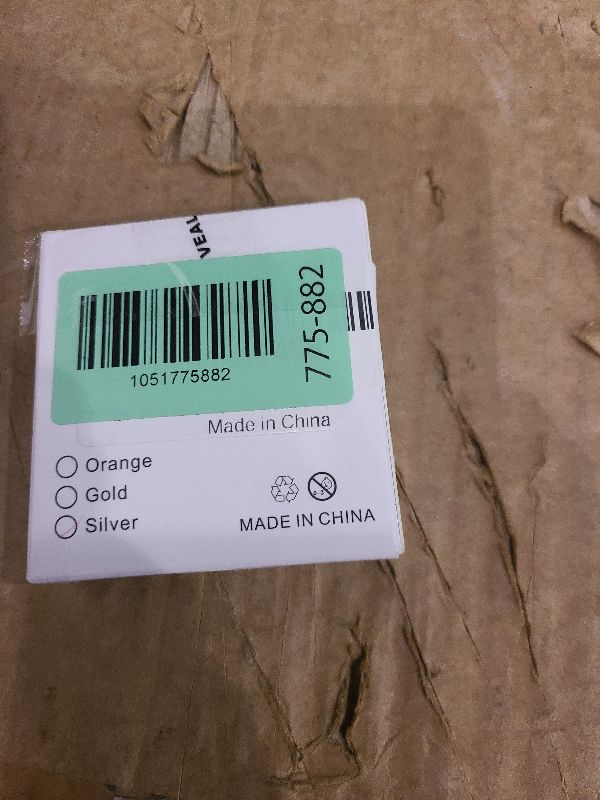 VEAL
775-882
1051775882
Made in China
Orange
Gold
Silver
MADE IN CHINA